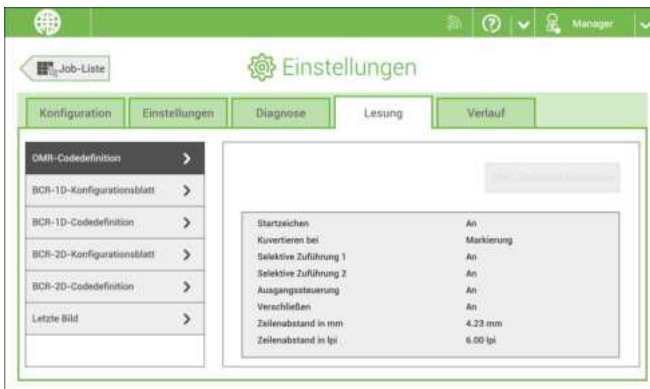 Manager
Job-Liste
Einstellungen
Konfiguration
Einstellungen
Diagnose
Lesung
Verlauf
OMR-Codedefinition
BCR-1D-Konfigurationsblatt
BCR-1D-Codedefinition
BCR-2D-Konfigurationsblatt
BCR-2D-Codedefinition
Letzte Bild
Startzeichen An
Kuvertieren bei Markierung
Selektive Zuführung 1 An
Selektive Zuführung 2 An
Ausgangssteuerung An
Verschließen An
Zeilenabstand in mm 4.23 mm
Zeilenabstand in lpi 6.00 lpi